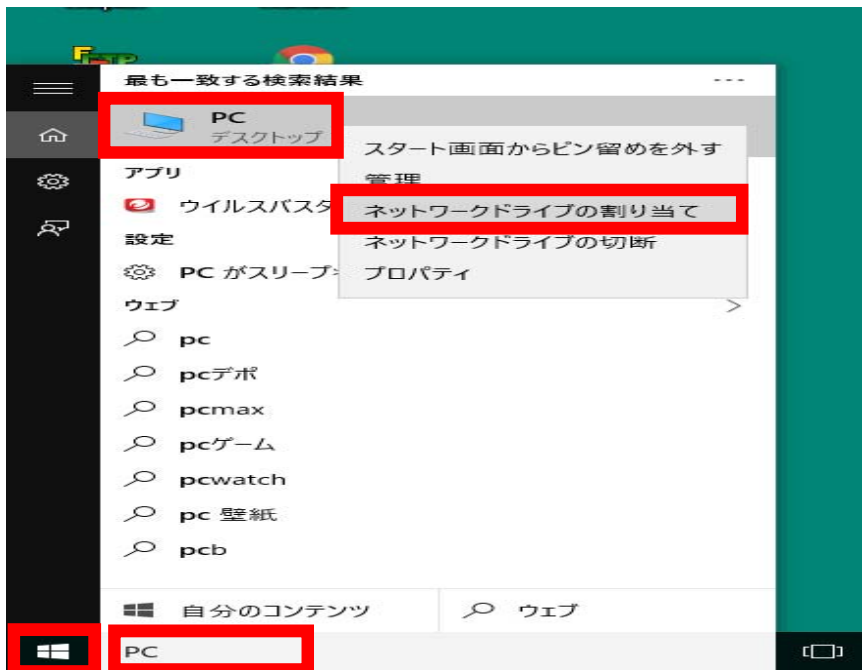 FFFTP
最も一致する検索結果
PC
デスクトップ
スタート画面からピン留めを外す
アプリ
管理
ウイルスバスタ
ネットワークドライブの割り当て
設定
ネットワークドライブの切断
PC がスリープ
プロパティ
ウェブ
pc
pcデポ
pcmax
pcゲーム
pcwatch
pc 壁紙
pcb
自分のコンテンツ
ウェブ
PC